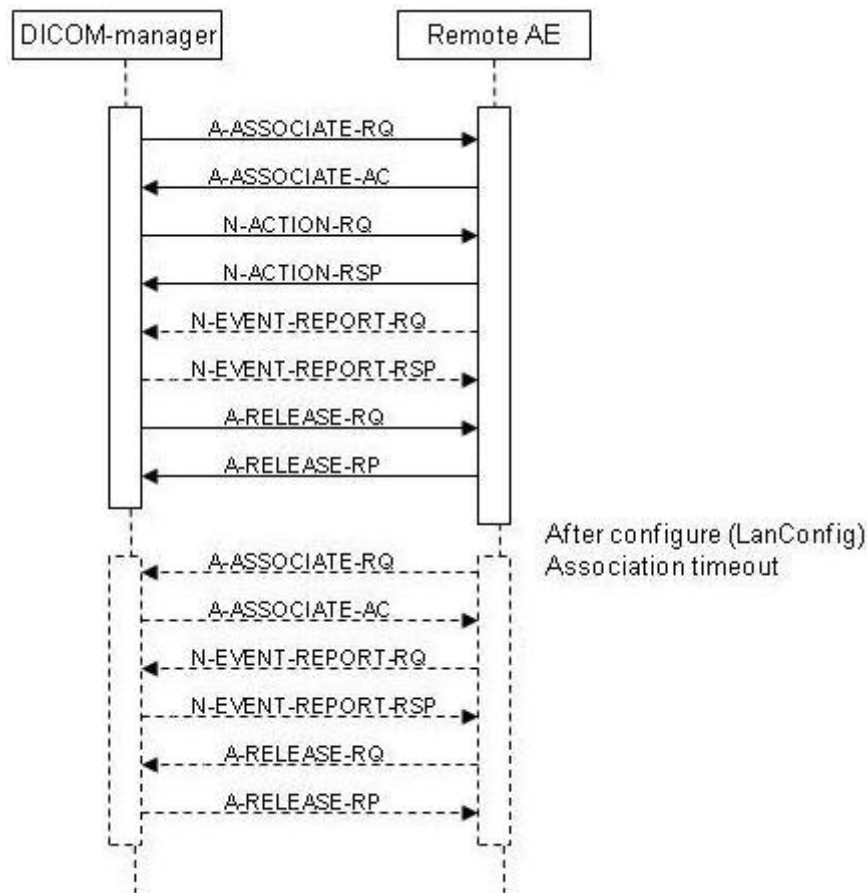 DICOM-manager
Remote AE
A-ASSOCIATE-RQ
A-ASSOCIATE-AC
N-ACTION-RQ
N-ACTION-RSP
N-EVENT-REPORT-RQ
N-EVENT-REPORT-RSP
A-RELEASE-RQ
A-RELEASE-RP
After configure (LanConfig)
Association timeout
A-ASSOCIATE-RQ
A-ASSOCIATE-AC
N-EVENT-REPORT-RQ
N-EVENT-REPORT-RSP
A-RELEASE-RQ
A-RELEASE-RP